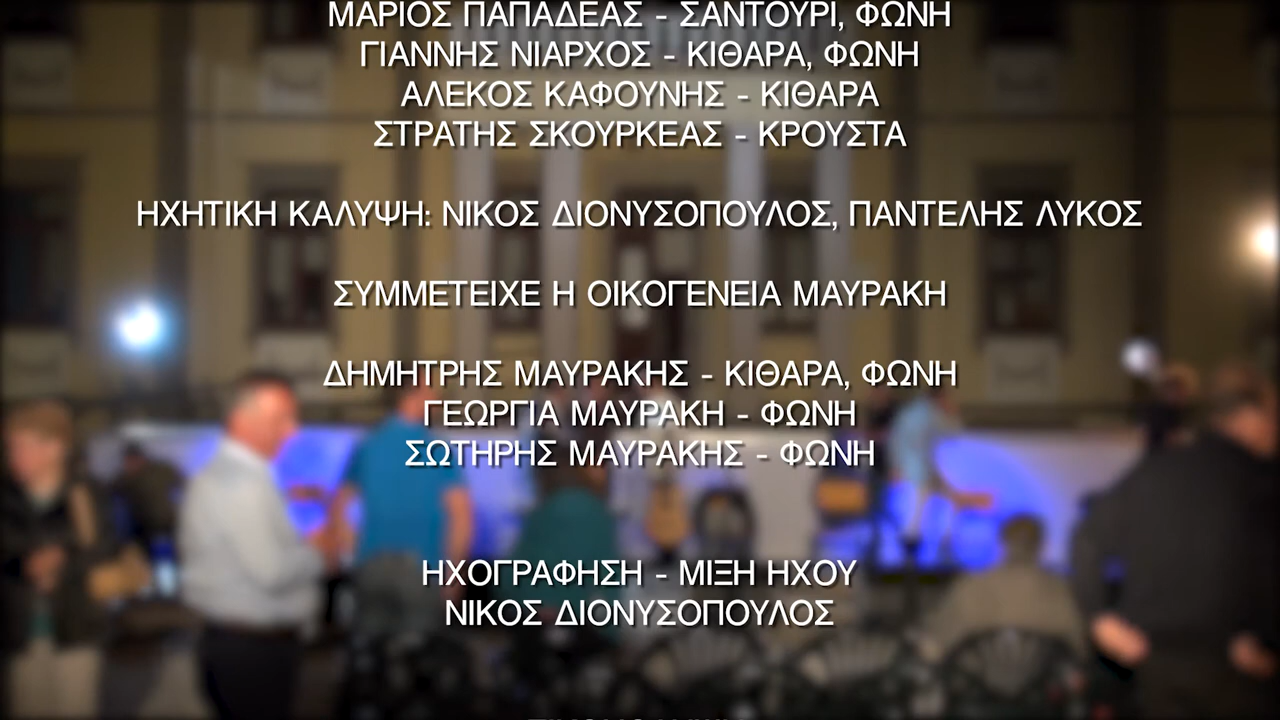 ΜΑΡΙΟΣ ΠΑΠΑΔΕΑΣ - ΣΑΝΤΟΥΡΙ, ΦΩΝΗ
ΓΙΑΝΝΗΣ ΝΙΑΡΧΟΣ - ΚΙΘΑΡΑ, ΦΩΝΗ
ΑΛΕΚΟΣ ΚΑΦΟΥΝΗΣ - ΚΙΘΑΡΑ
ΣΤΡΑΤΗΣ ΣΚΟΥΡΚΕΑΣ - ΚΡΟΥΣΤΑ
ΗΧΗΤΙΚΗ ΚΑΛΥΨΗ: ΝΙΚΟΣ ΔΙΟΝΥΣΟΠΟΥΛΟΣ, ΠΑΝΤΕΛΗΣ ΛΥΚΟΣ
ΣΥΜΜΕΤΕΙΧΕ Η ΟΙΚΟΓΕΝΕΙΑ ΜΑΥΡΑΚΗ
ΔΗΜΗΤΡΗΣ ΜΑΥΡΑΚΗΣ - ΚΙΘΑΡΑ, ΦΩΝΗ
ΓΕΩΡΓΙΑ ΜΑΥΡΑΚΗ - ΦΩΝΗ
ΣΩΤΗΡΗΣ ΜΑΥΡΑΚΗΣ - ΦΩΝΗ
ΗΧΟΓΡΑΦΗΣΗ - ΜΙΞΗ ΗΧΟΥ
ΝΙΚΟΣ ΔΙΟΝΥΣΟΠΟΥΛΟΣ